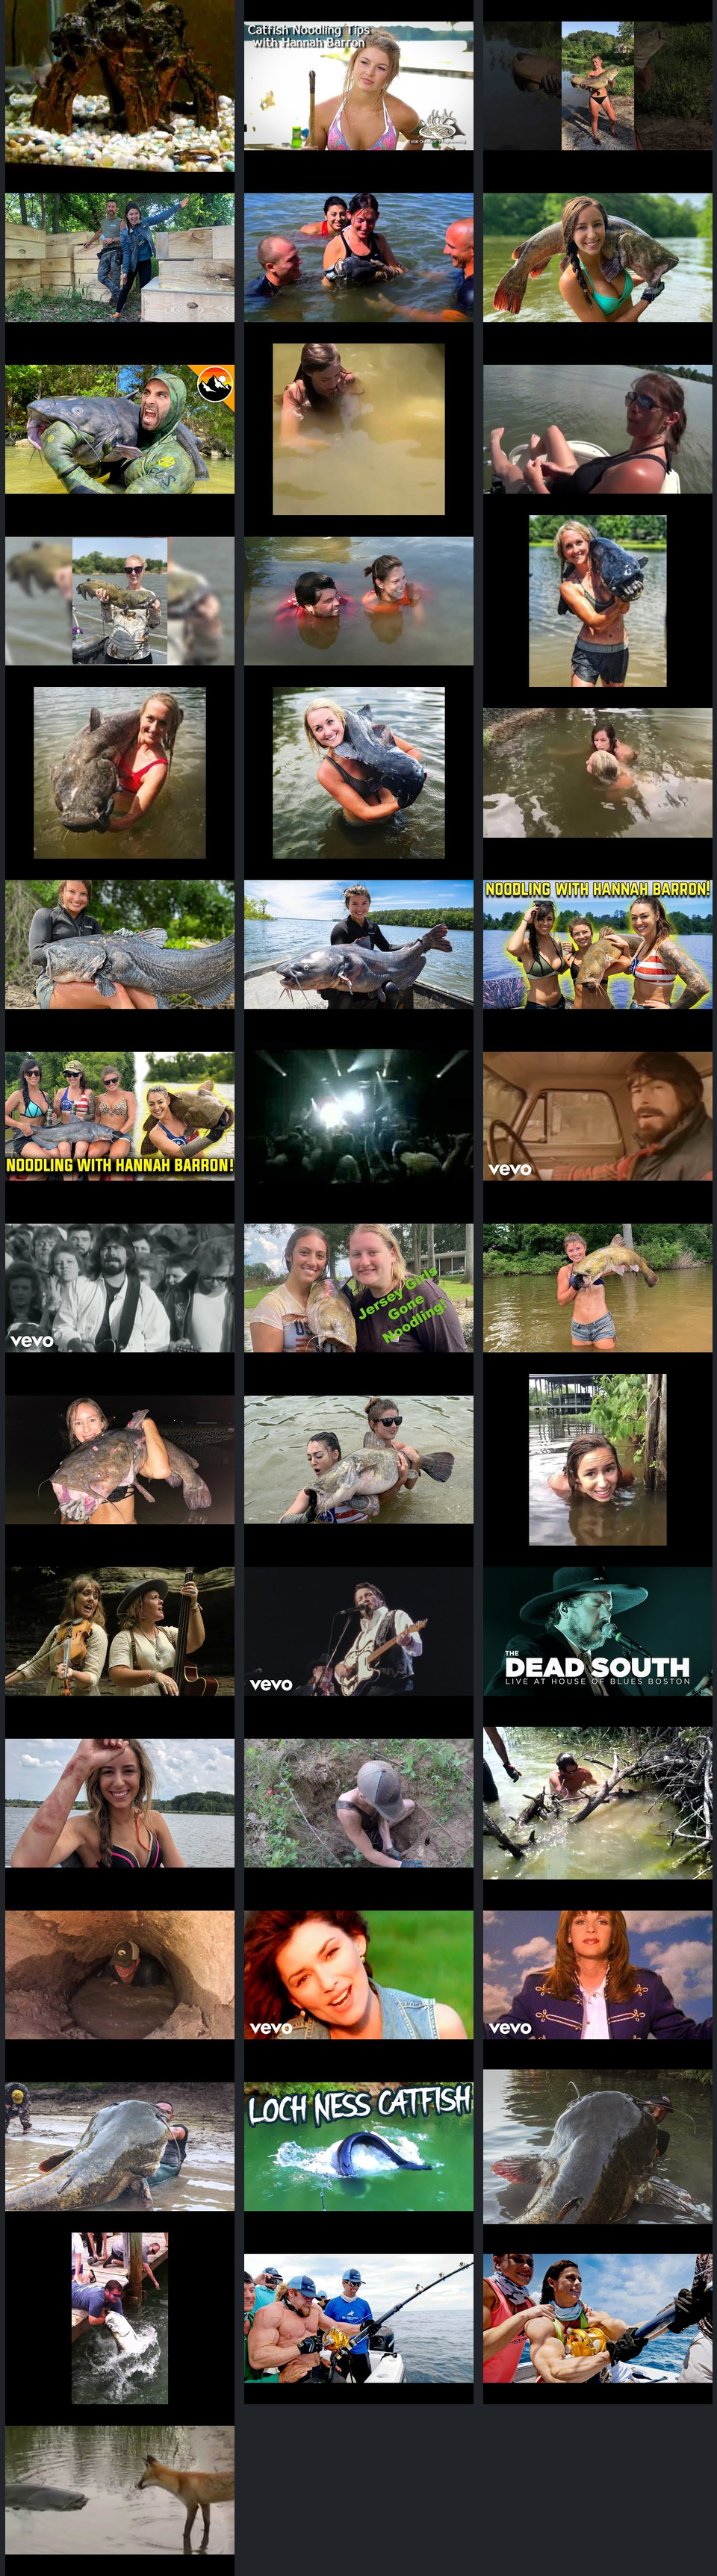 Catfish Noodling Tips
with Hannah Barron
NOODLING WITH HANNAH BARRON!
NOODLING WITH HANNAH BARRON!
vevo
vevo
Jersey Girls
Gone
Noodling!
vevo
THE
DEAD SOUTH
LIVE AT HOUSE OF BLUES BOSTON
vevo
vevo
LOCH NESS CATFISH